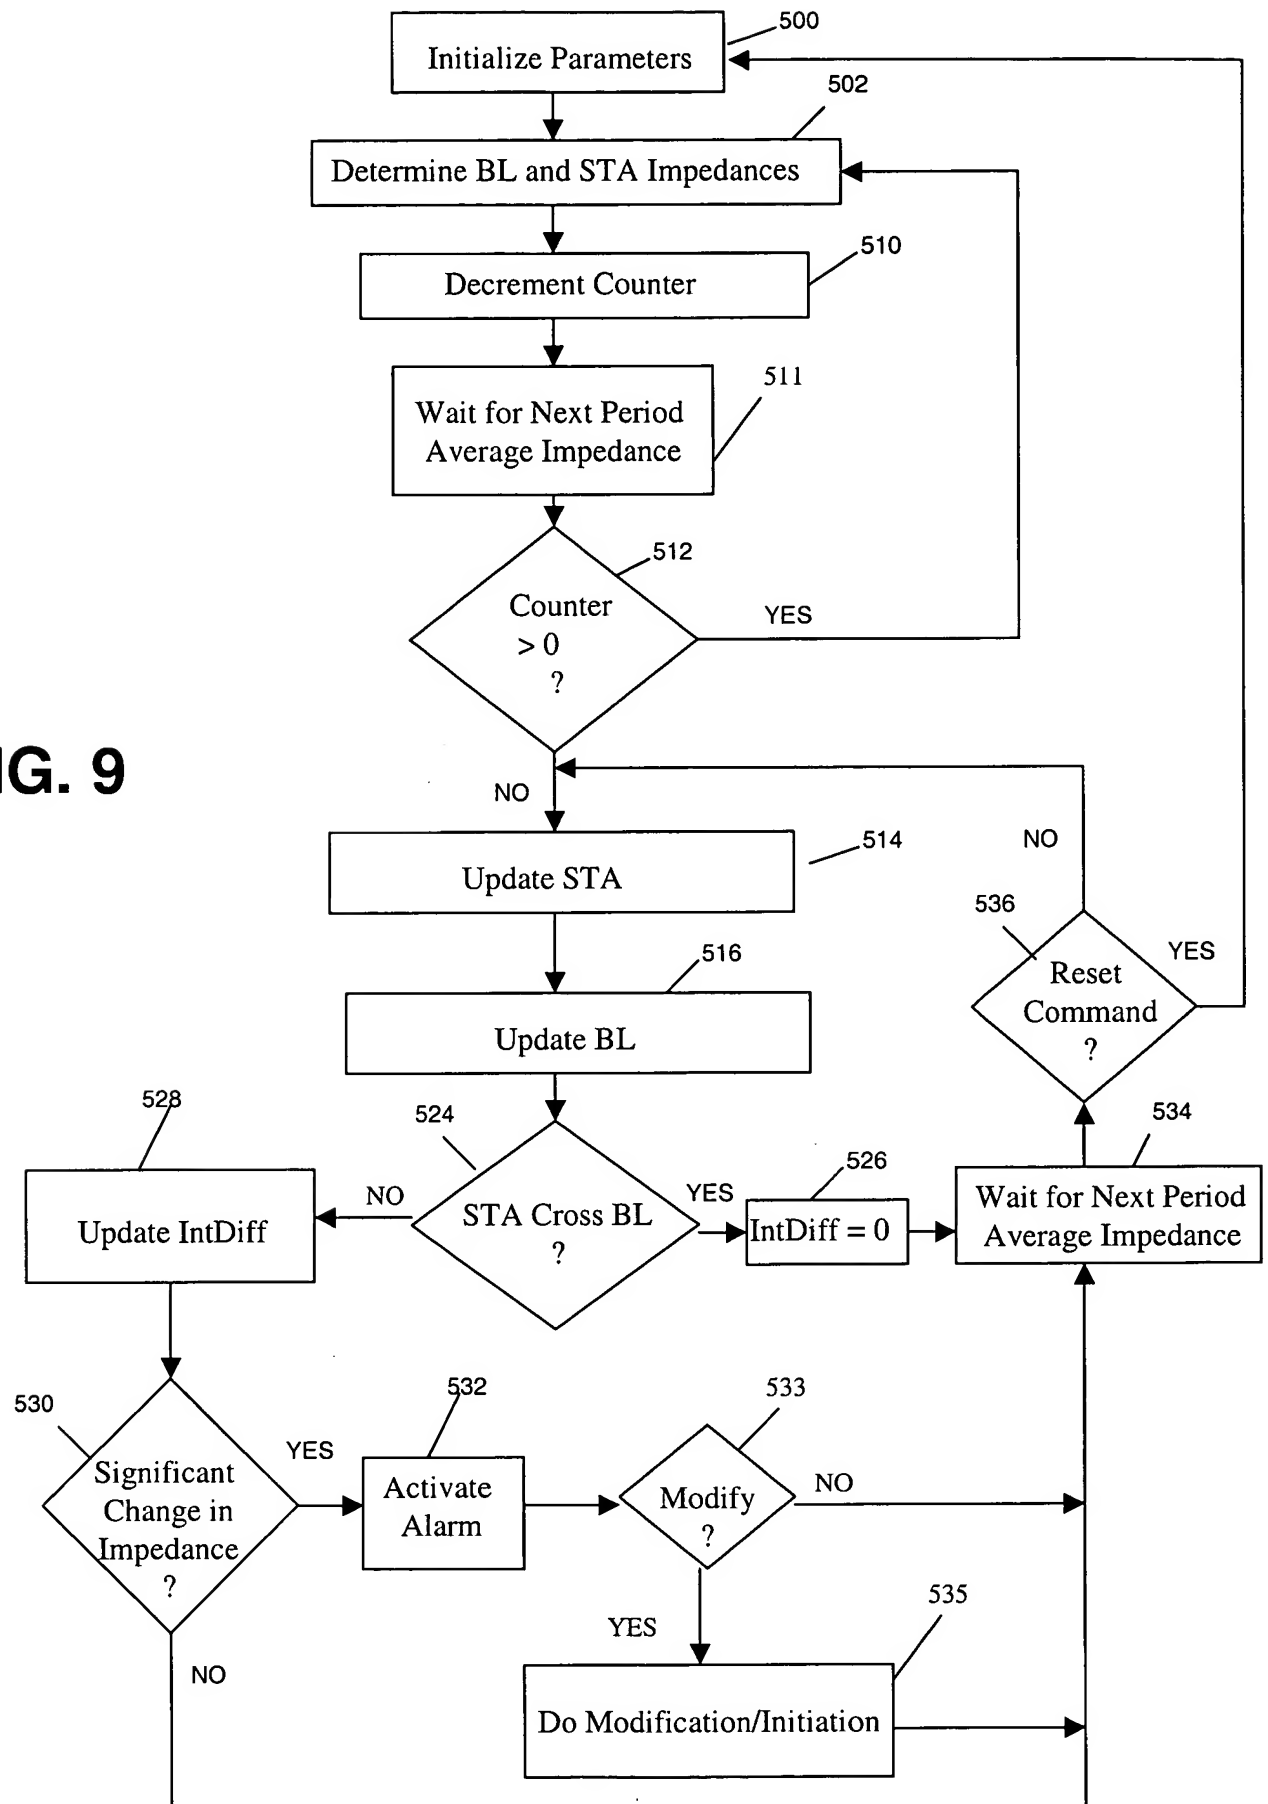 500
Initialize Parameters
502
Determine BL and STA Impedances
510
Decrement Counter
511
Wait for Next Period
Average Impedance
512
Counter
> 0
?
YES
G. 9
NO
514
Update STA
NO
536
YES
Reset
Command
?
516
Update BL
528
524
526
534
Update IntDiff
NO
STA Cross BL
?
YES
IntDiff = 0
Wait for Next Period
Average Impedance
530
Significant
Change in
Impedance
?
YES
532
Activate
Alarm
533
Modify
?
NO
YES
535
Do Modification/Initiation
NO